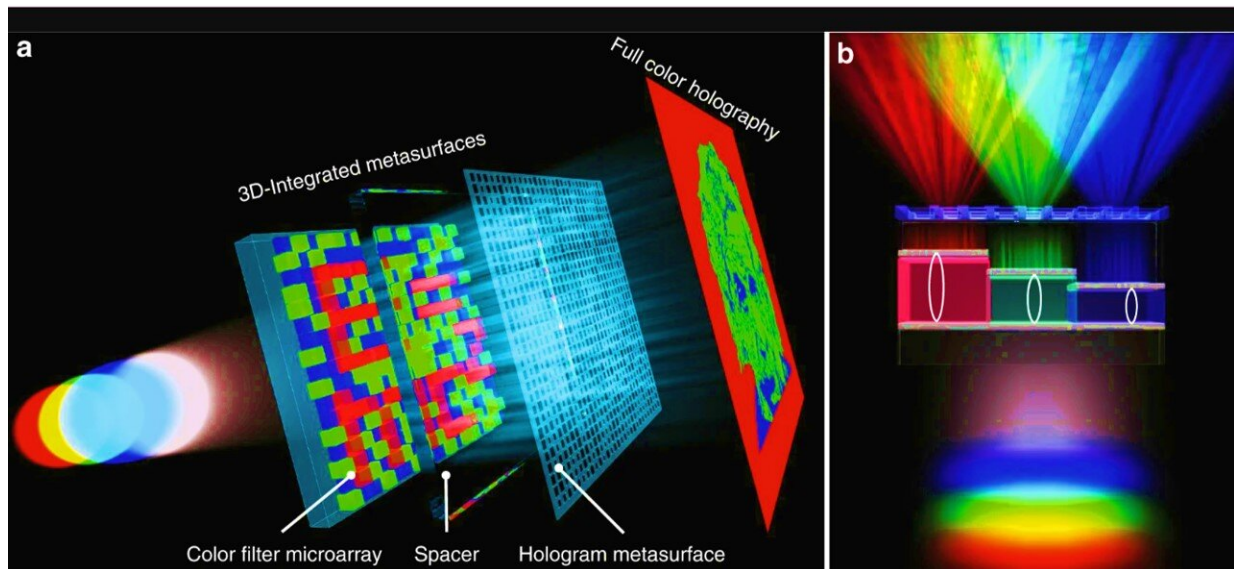 a
3D-Integrated metasurfaces
Full color holography
Color filter microarray
Spacer
Hologram metasurface
b